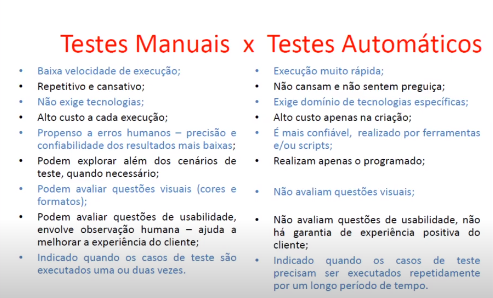 Testes Manuais x Testes Automáticos
• Baixa velocidade de execução;
• Repetitivo e cansativo;
• Não exige tecnologias;
• Alto custo a cada execução;
• Propenso a erros humanos – precisão e
confiabilidade dos resultados mais baixas;
• Podem explorar além dos cenários de
teste, quando necessário;
• Podem avaliar questões visuais (cores e
formatos);
• Podem avaliar questões de usabilidade,
envolve observação humana – ajuda a
melhorar a experiência do cliente;
• Indicado quando os casos de teste são
executados uma ou duas vezes.
• Execução muito rápida;
• Não cansam e não sentem preguiça;
• Exige domínio de tecnologias específicas;
• Alto custo apenas na criação;
• É mais confiável, realizado por ferramentas
e/ou scripts;
• Realizam apenas o programado;
• Não avaliam questões visuais;
• Não avaliam questões de usabilidade, não
há garantia de experiência positiva do
cliente;
• Indicado quando os casos de teste
precisam ser executados repetidamente
por um longo período de tempo.